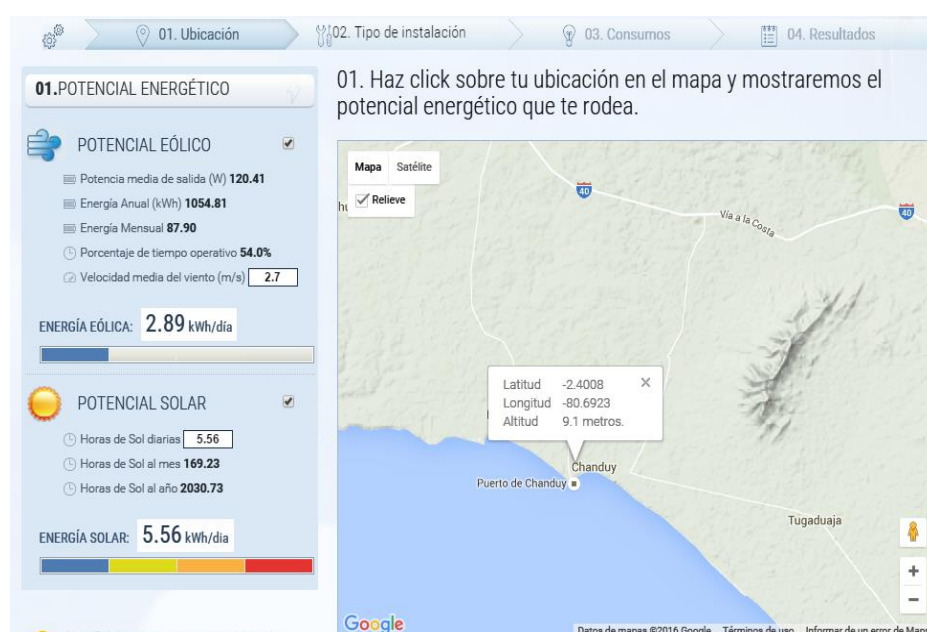 01. Ubicación
02. Tipo de instalación
03. Consumos
04. Resultados
01.POTENCIAL ENERGÉTICO
POTENCIAL EÓLICO
Potencia media de salida (W) 120.41
Energía Anual (kWh) 1054.81
Energía Mensual 87.90
Porcentaje de tiempo operativo 54.0%
Velocidad media del viento (m/s) 2.7
ENERGÍA EÓLICA: 2.89 kWh/día
POTENCIAL SOLAR
Horas de Sol diarias 5.56
Horas de Sol al mes 169.23
Horas de Sol al año 2030.73
ENERGÍA SOLAR: 5.56 kWh/dia
01. Haz click sobre tu ubicación en el mapa y mostraremos el
potencial energético que te rodea.
Mapa Satélite
Relieve
40
Vía a la Costa
40
Latitud -2.4008
Longitud -80.6923
Altitud 9.1 metros.
Chanduy
Puerto de Chanduy
Tugaduaja
+
−
Google
Datos de mapas ©2016 Google Términos de uso Informar de un error de Maps